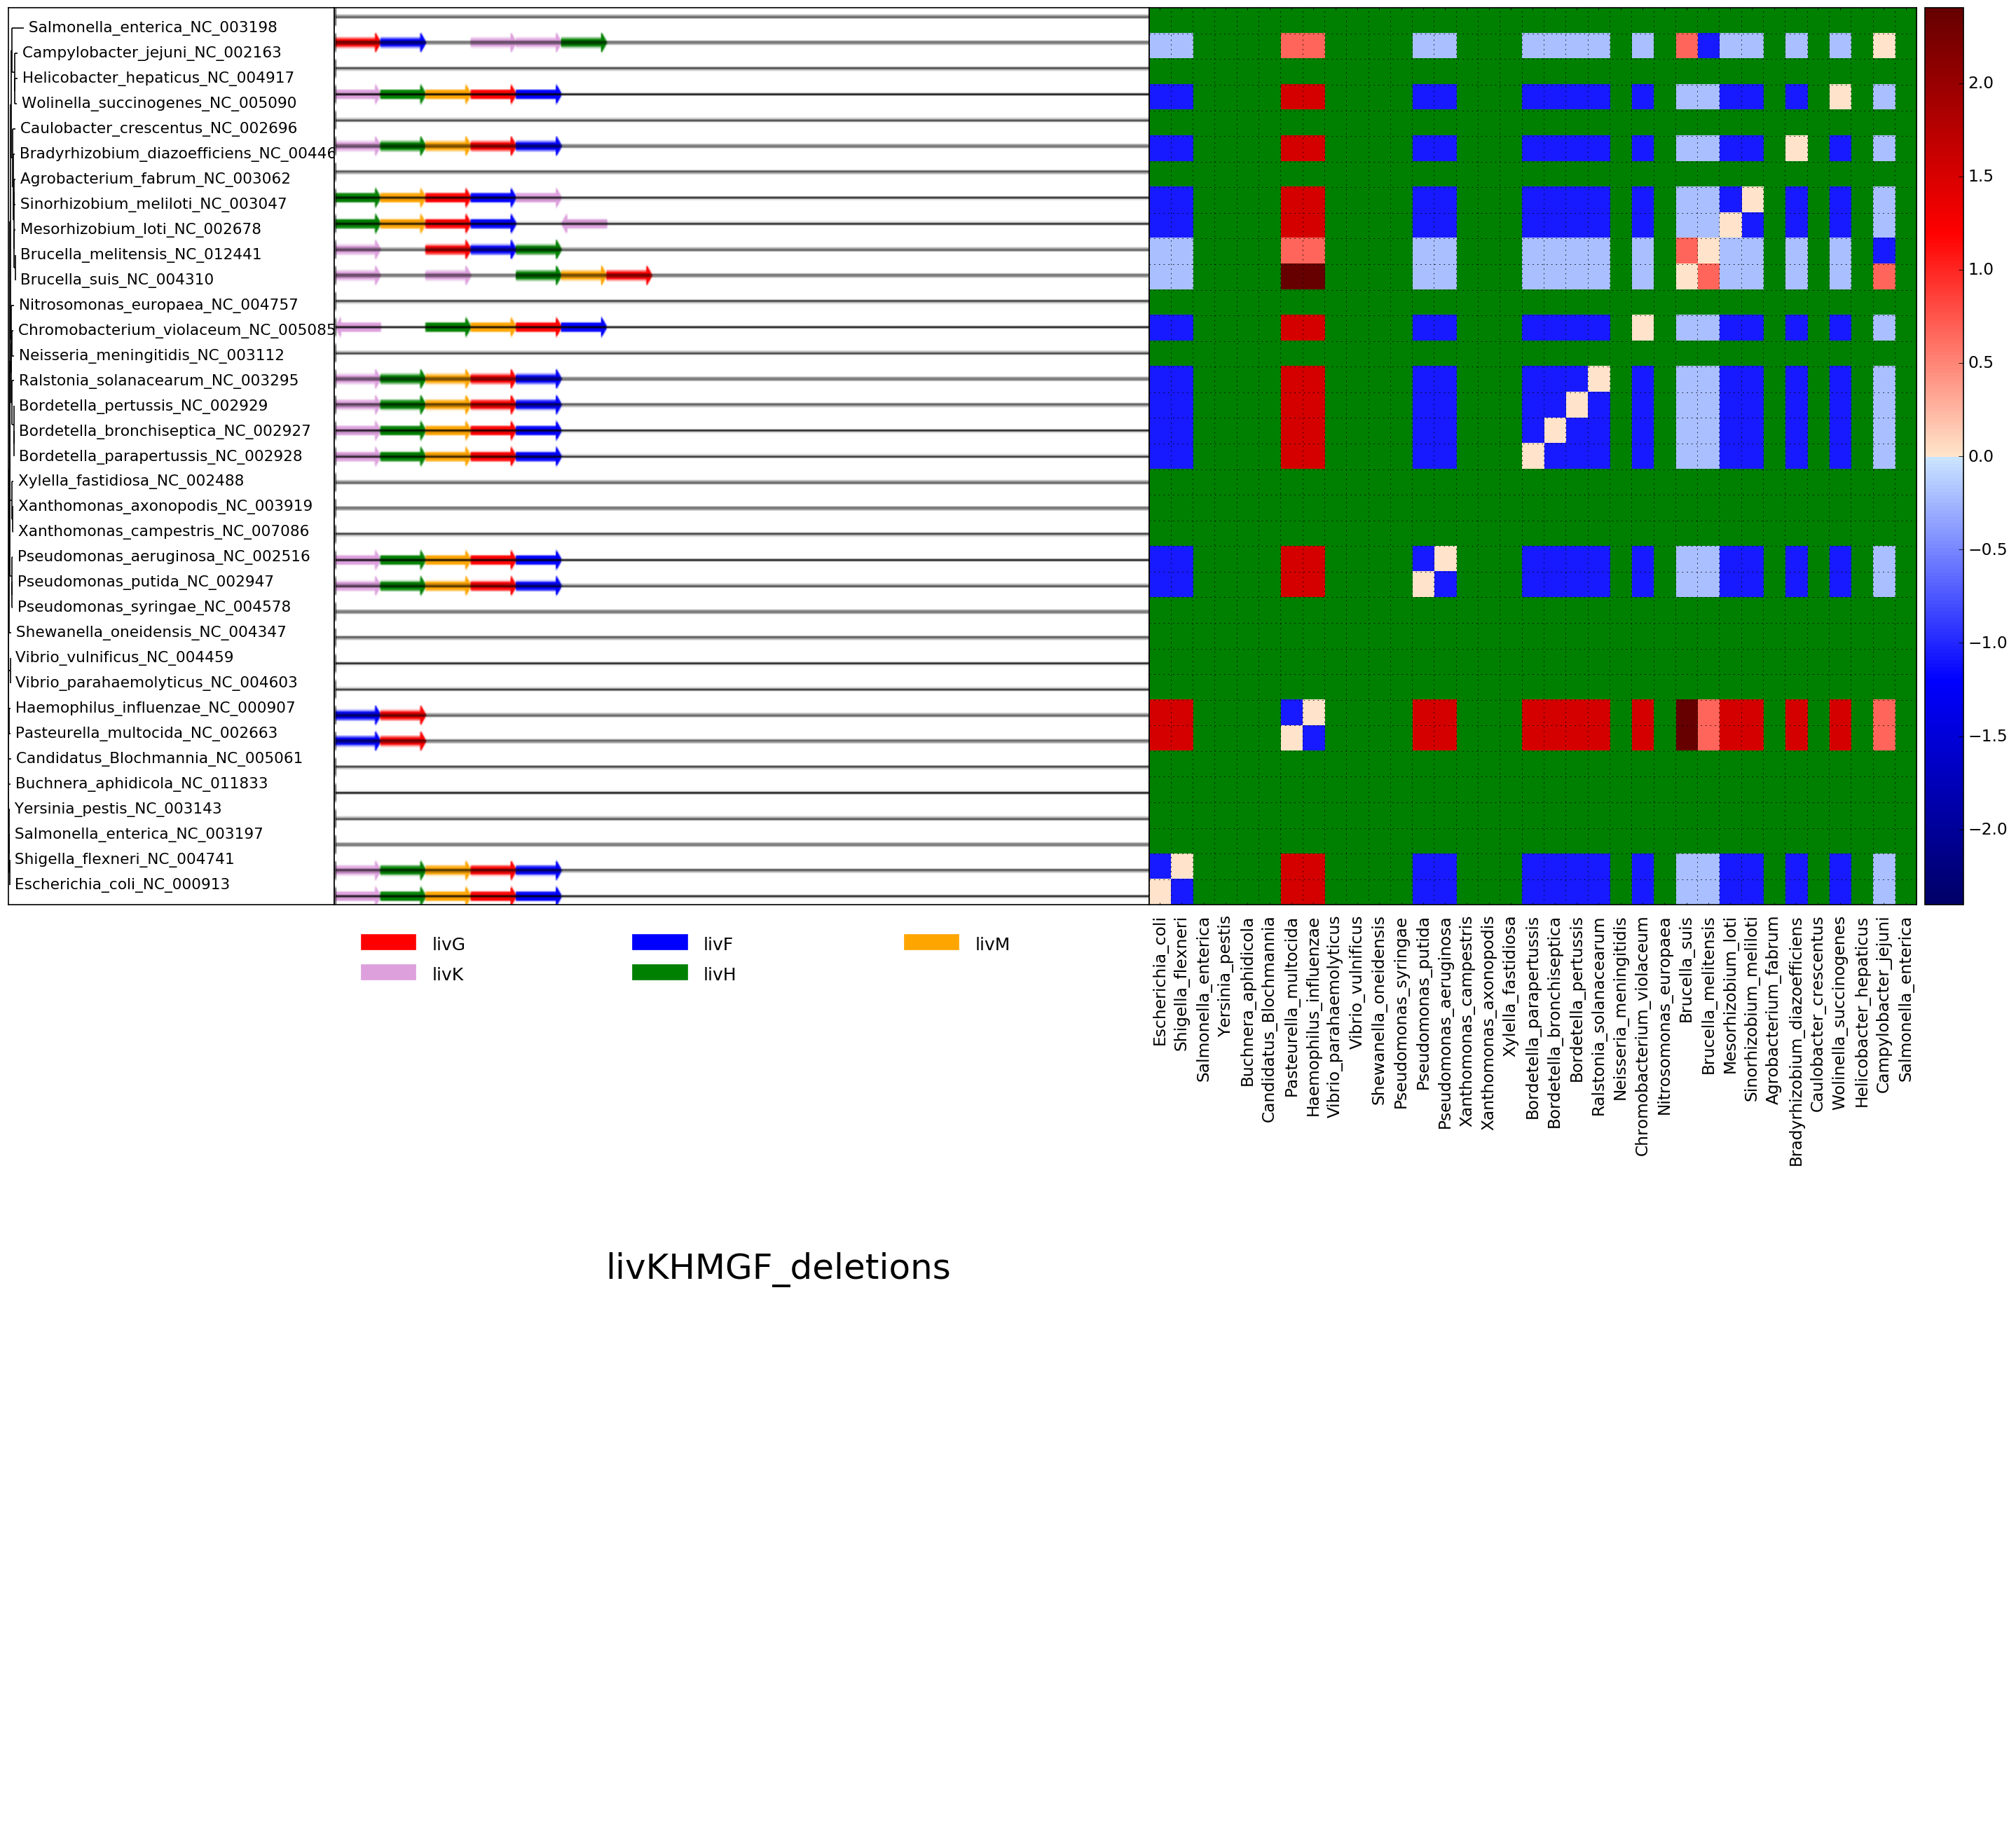 Salmonella_enterica_NC_003198
Campylobacter_jejuni_NC_002163
Helicobacter_hepaticus_NC_004917
Wolinella_succinogenes_NC_005090
Caulobacter_crescentus_NC_002696
Bradyrhizobium_diazoefficiens_NC_00446
Agrobacterium_fabrum_NC_003062
Sinorhizobium_meliloti_NC_003047
Mesorhizobium_loti_NC_002678
Brucella_melitensis_NC_012441
Brucella_suis_NC_004310
Nitrosomonas_europaea_NC_004757
Chromobacterium_violaceum_NC_005085
Neisseria_meningitidis_NC_003112
Ralstonia_solanacearum_NC_003295
Bordetella_pertussis_NC_002929
Bordetella_bronchiseptica_NC_002927
Bordetella_parapertussis_NC_002928
Xylella_fastidiosa_NC_002488
Xanthomonas_axonopodis_NC_003919
Xanthomonas_campestris_NC_007086
Pseudomonas_aeruginosa_NC_002516
Pseudomonas_putida_NC_002947
Pseudomonas_syringae_NC_004578
Shewanella_oneidensis_NC_004347
Vibrio_vulnificus_NC_004459
Vibrio_parahaemolyticus_NC_004603
Haemophilus_influenzae_NC_000907
Pasteurella_multocida_NC_002663
Candidatus_Blochmannia_NC_005061
Buchnera_aphidicola_NC_011833
Yersinia_pestis_NC_003143
Salmonella_enterica_NC_003197
Shigella_flexneri_NC_004741
Escherichia_coli_NC_000913
2.0
1.5
1.0
0.5
0.0
−0.5
−1.0
−1.5
−2.0
Escherichia_coli
Shigella_flexneri
Salmonella_enterica
Yersinia_pestis
Buchnera_aphidicola
Candidatus_Blochmannia
Pasteurella_multocida
Haemophilus_influenzae
Vibrio_parahaemolyticus
Vibrio_vulnificus
Shewanella_oneidensis
Pseudomonas_syringae
Pseudomonas_putida
Pseudomonas_aeruginosa
Xanthomonas_campestris
Xanthomonas_axonopodis
Xylella_fastidiosa
Bordetella_parapertussis
Bordetella_bronchiseptica
Bordetella_pertussis
Ralstonia_solanacearum
Neisseria_meningitidis
Chromobacterium_violaceum
Nitrosomonas_europaea
Brucella_suis
Brucella_melitensis
Mesorhizobium_loti
Sinorhizobium_meliloti
Agrobacterium_fabrum
Bradyrhizobium_diazoefficiens
Caulobacter_crescentus
Wolinella_succinogenes
Helicobacter_hepaticus
Campylobacter_jejuni
Salmonella_enterica
livG livF livM
livK livH
livKHMGF_deletions